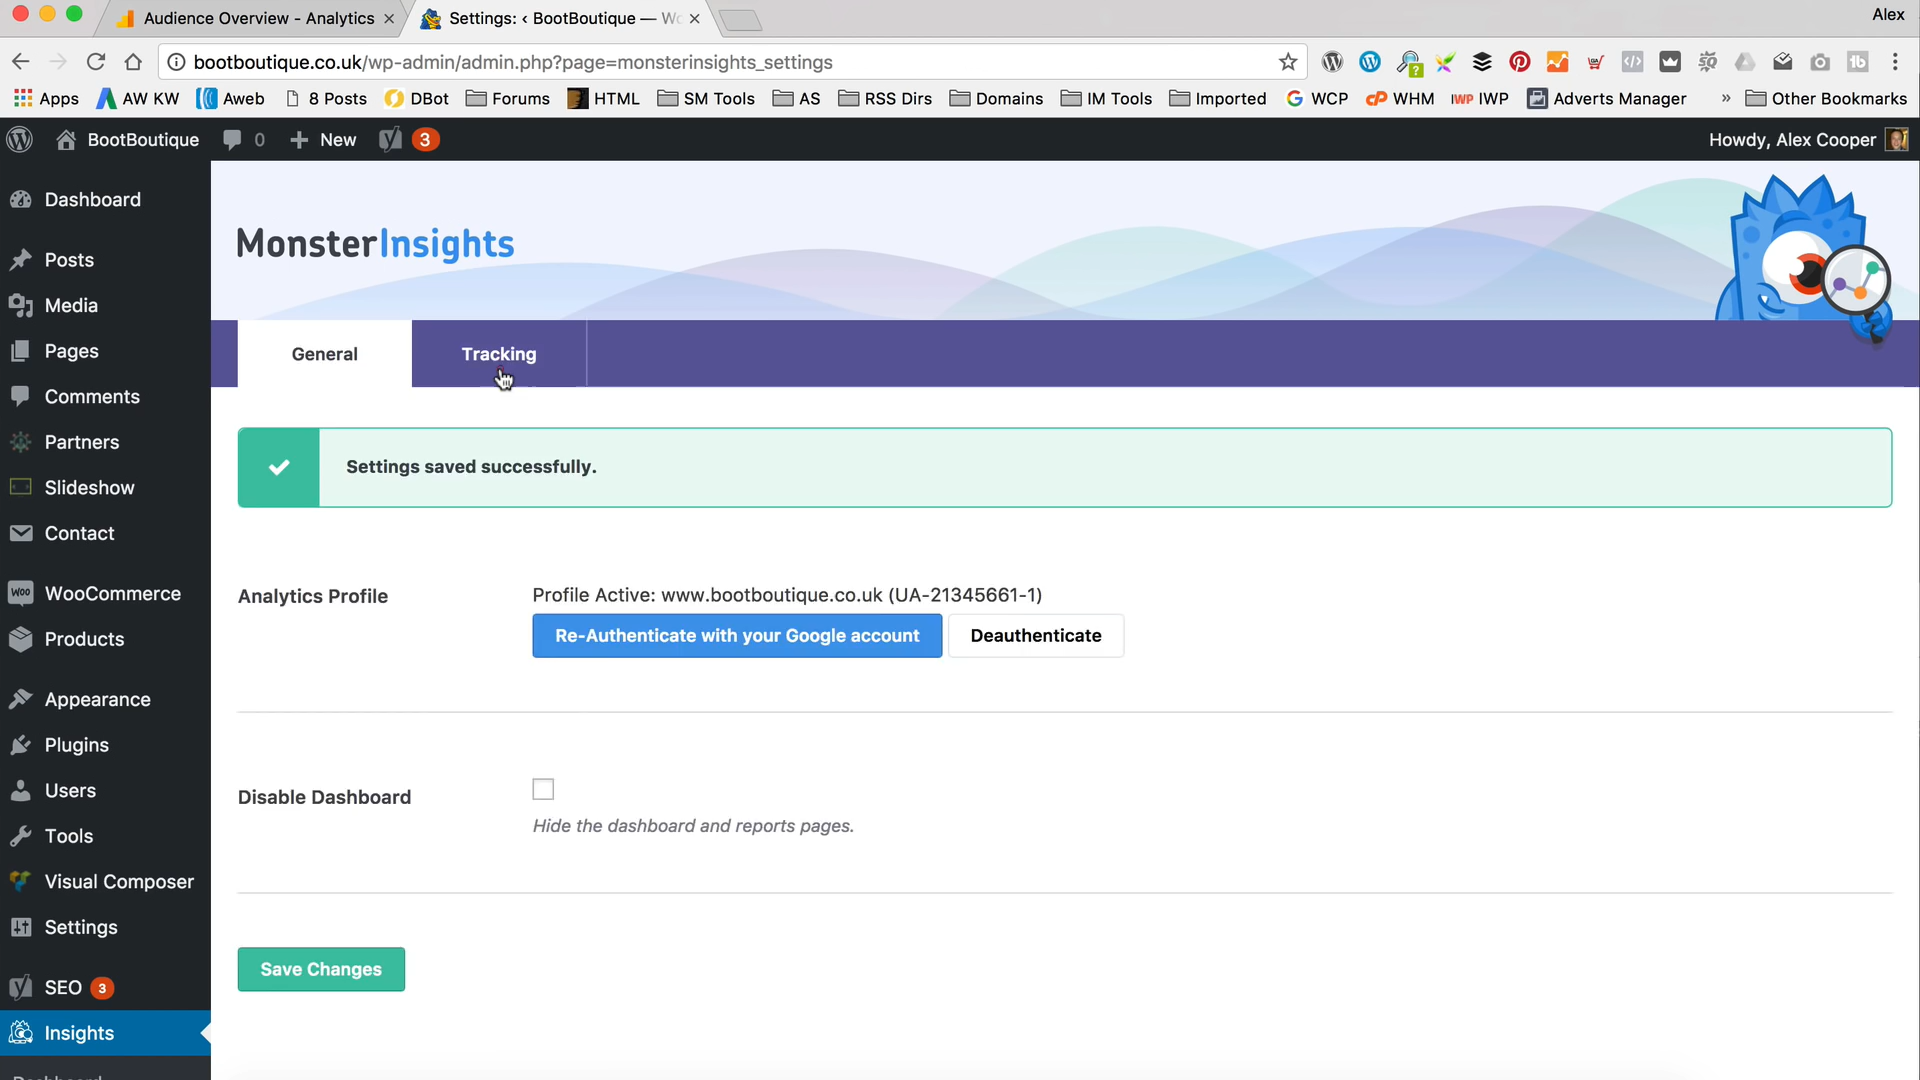 Audience Overview - Analytics
Settings: ‹ BootBoutique — Wo
Alex
bootboutique.co.uk/wp-admin/admin.php?page=monsterinsights_settings
Apps AW KW Aweb 8 Posts DBot Forums HTML SM Tools AS RSS Dirs Domains IM Tools Imported WCP WHM IWP IWP Adverts Manager » Other Bookmarks
BootBoutique 0 New 3
Howdy, Alex Cooper
Dashboard
Posts
Media
Pages
Comments
Partners
Slideshow
Contact
WooCommerce
Products
Appearance
Plugins
Users
Tools
Visual Composer
Settings
SEO 3
Insights
Dashboard
MonsterInsights
General
Tracking
Settings saved successfully.
Analytics Profile
Profile Active: www.bootboutique.co.uk (UA-21345661-1)
Re-Authenticate with your Google account
Deauthenticate
Disable Dashboard
Hide the dashboard and reports pages.
Save Changes